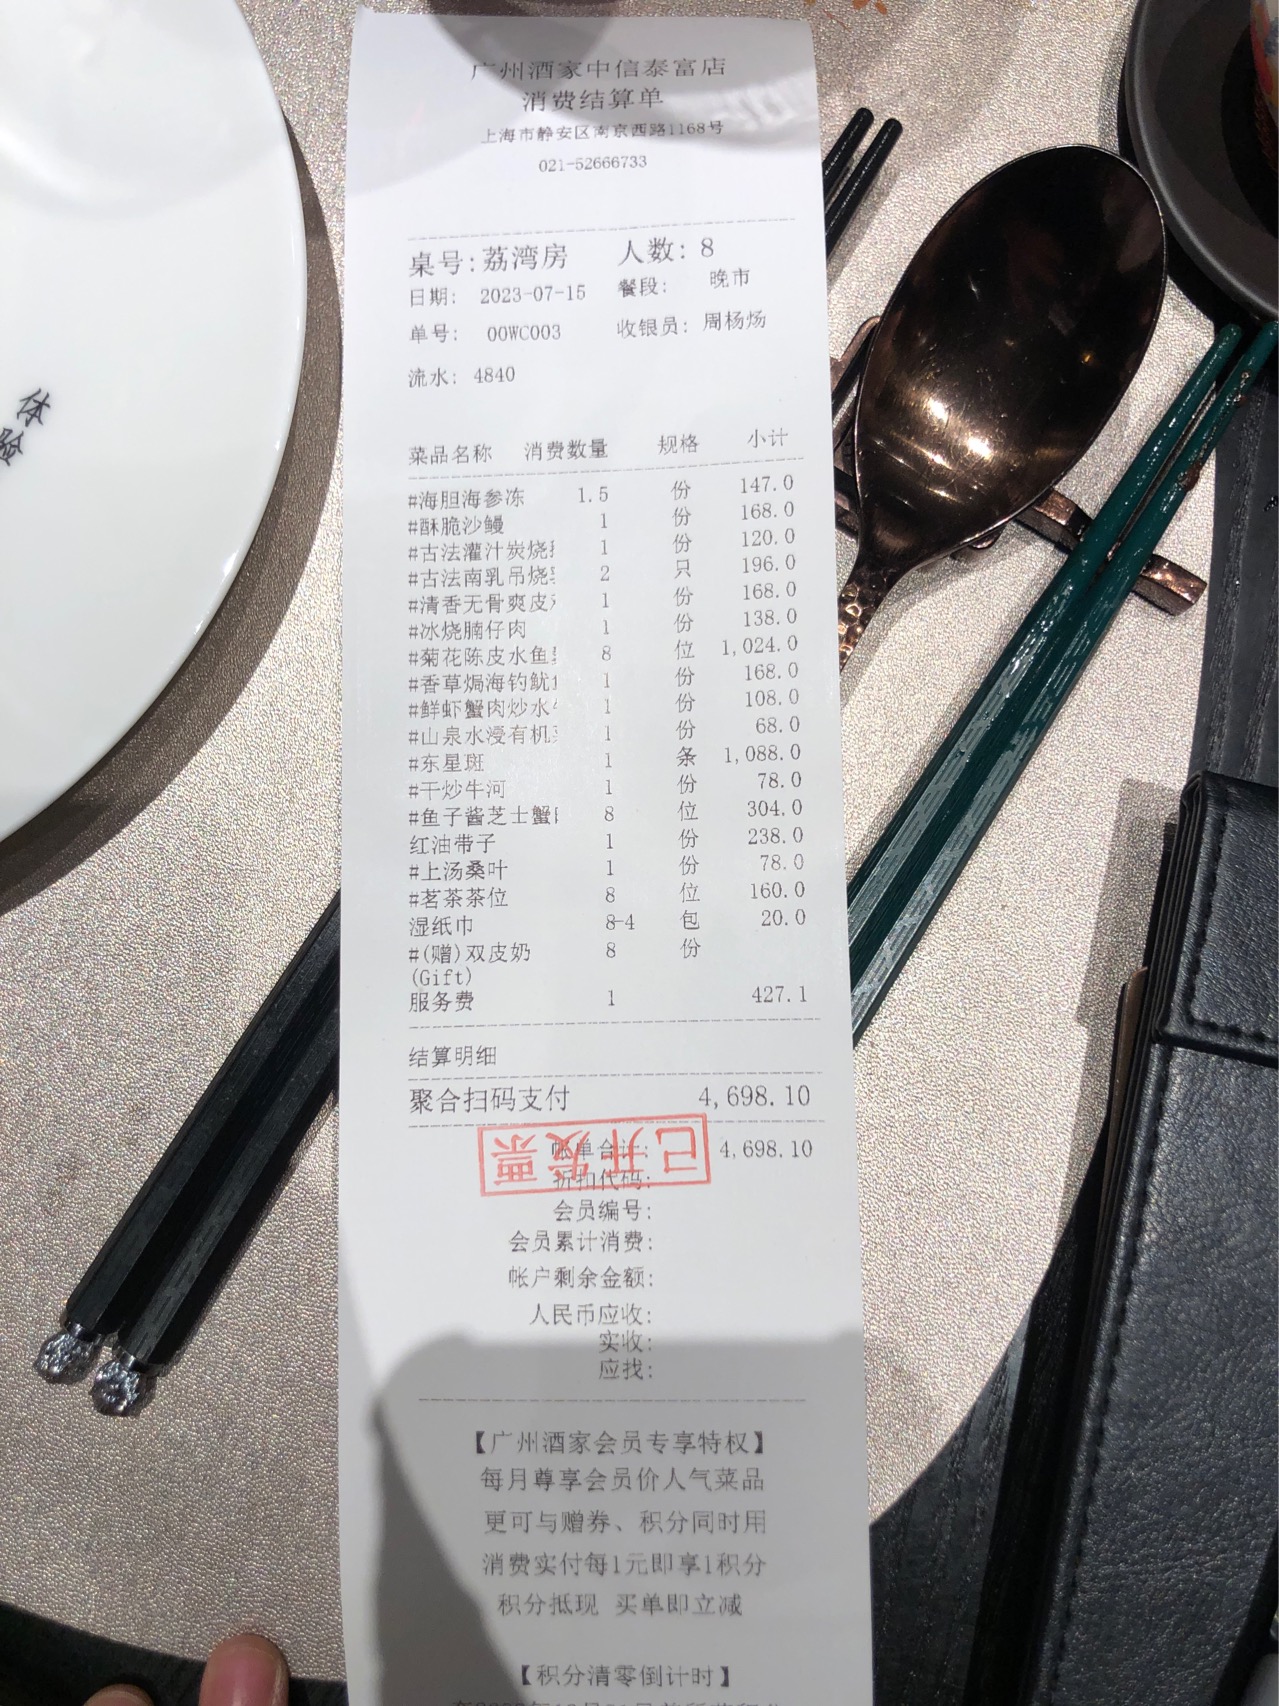 广州酒家中信泰富店
消费结算单
上海市静安区南京西路1168号
021-52666733
桌号:荔湾房 人数: 8
日期: 2023-07-15 餐段: 晚市
单号: 00WC003 收银员: 周杨炀
流水: 4840
菜品名称 消费数量 规格 小计
#海胆海参冻 1.5 份 147.0
#酥脆沙鳗 1 份 168.0
#古法灌汁炭烧 1 份 120.0
#古法南乳吊烧 2 只 196.0
#清香无骨爽皮 1 份 168.0
#冰烧腩仔肉 1 份 138.0
#菊花陈皮水鱼 8 位 1,024.0
#香草焗海钓鱿 1 份 168.0
#鲜虾蟹肉炒水 1 份 108.0
#山泉水浸有机 1 份 68.0
#东星斑 1 条 1,088.0
#干炒牛河 1 份 78.0
#鱼子酱芝士蟹 8 位 304.0
红油带子 1 份 238.0
#上汤桑叶 1 份 78.0
#茗茶茶位 8 位 160.0
湿纸巾 8-4 包 20.0
#(赠)双皮奶 8 份
(Gift)
服务费 1 427.1
结算明细
聚合扫码支付 4,698.10
帐单合计: 4,698.10
已开发票
折扣代码:
会员编号:
会员累计消费:
帐户剩余金额:
人民币应收:
实收:
应找:
【广州酒家会员专享特权】
每月尊享会员价人气菜品
更可与赠券、积分同时用
消费实付每1元即享1积分
积分抵现 买单即立减
【积分清零倒计时】
体验